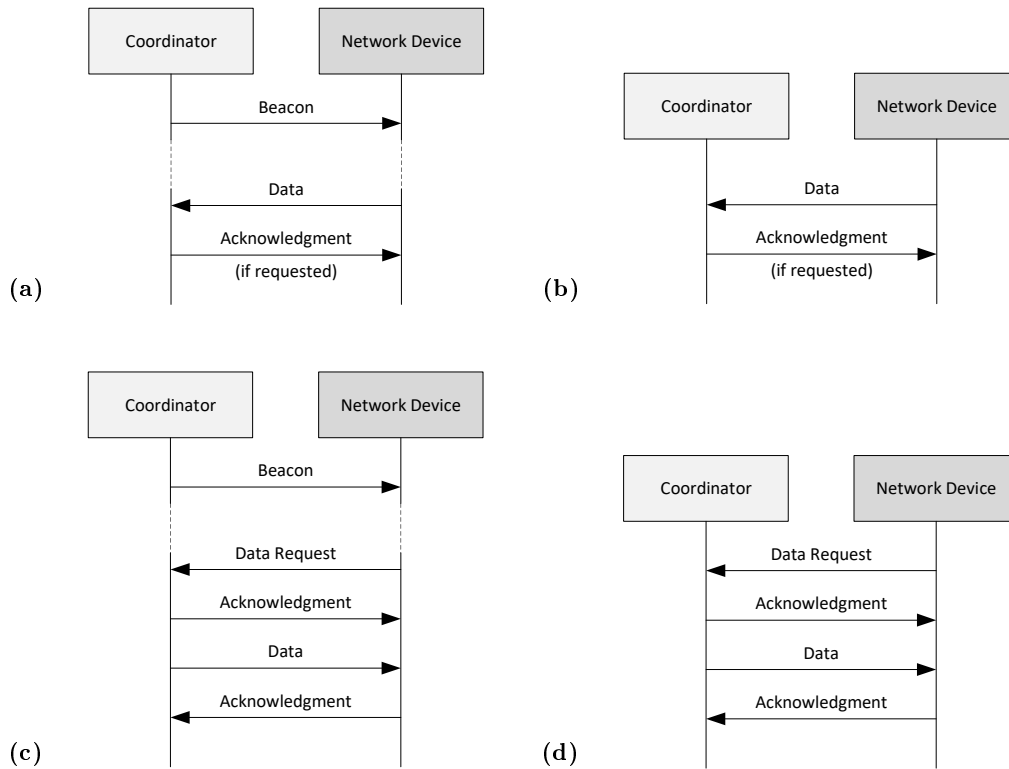 Coordinator
Network Device
Beacon
Data
Acknowledgment
(if requested)
(a)
Coordinator
Network Device
Data
Acknowledgment
(if requested)
(b)
Coordinator
Network Device
Beacon
Data Request
Acknowledgment
Data
Acknowledgment
(c)
Coordinator
Network Device
Data Request
Acknowledgment
Data
Acknowledgment
(d)